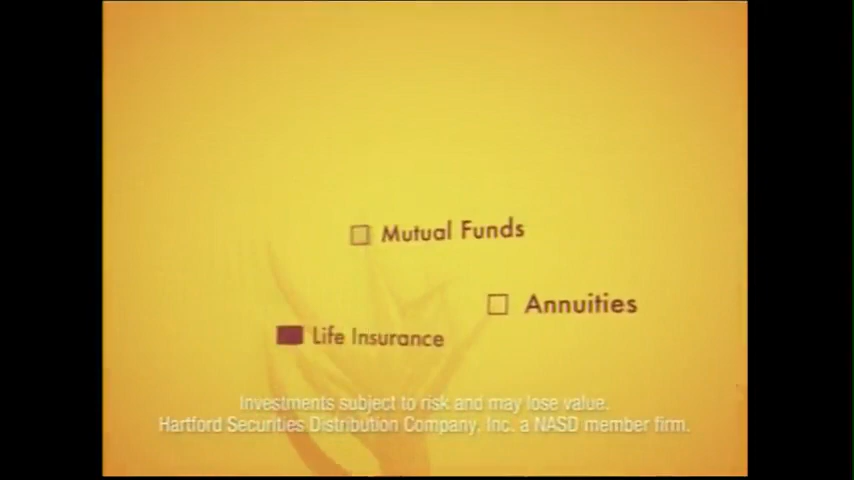 Mutual Funds
Annuities
Life Insurance
Investments subject to risk and may lose value.
Hartford Securities Distribution Company, Inc. a NASD member firm.